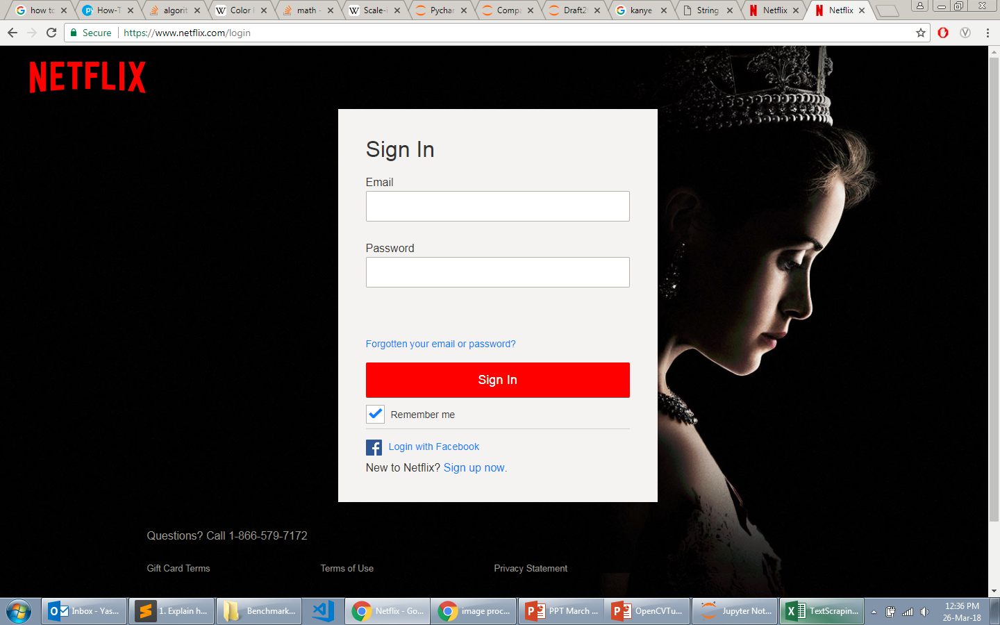 how to
How-T
algorit
Color
math -
Scale-
Pychar
Compa
Draft2
kanye
String
Netflix
Netflix
Secure
https://www.netflix.com/login
NETFLIX
Sign In
Email
Password
Forgotten your email or password?
Sign In
Remember me
Login with Facebook
New to Netflix? Sign up now.
Questions? Call 1-866-579-7172
Gift Card Terms
Terms of Use
Privacy Statement
Inbox - Yas...
1. Explain h...
Benchmark...
Netflix - Go...
image proc...
PPT March ...
OpenCVTu...
Jupyter Not...
TextScrapin...
12:36 PM
26-Mar-18